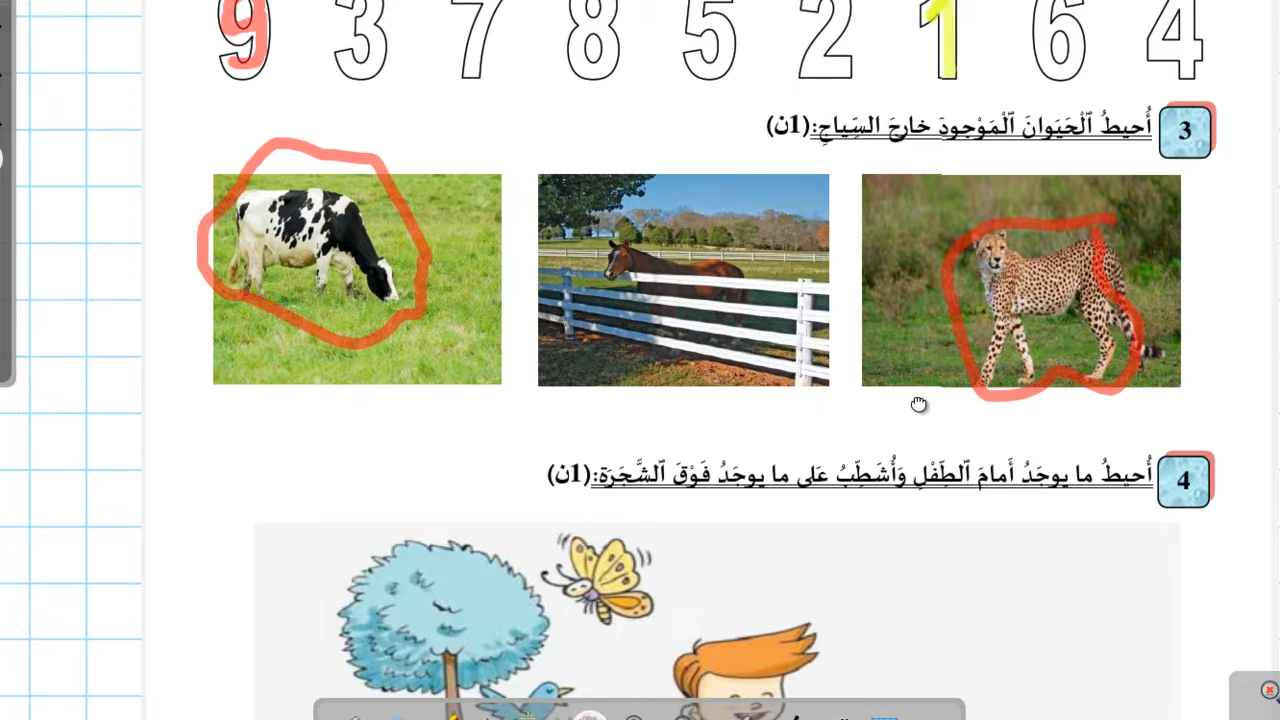 9 3 7 8 5 2 1 6 4
3 أُحيطُ ٱلْحَيَوانَ ٱلْمَوْجودَ خارِجَ السِّياجِ:(1ن)
4 أُحيطُ ما يوجَدُ أَمامَ ٱلطِّفْلِ وَأُشَطِّبُ عَلى ما يوجَدُ فَوْقَ ٱلشَّجَرَةِ:(1ن)